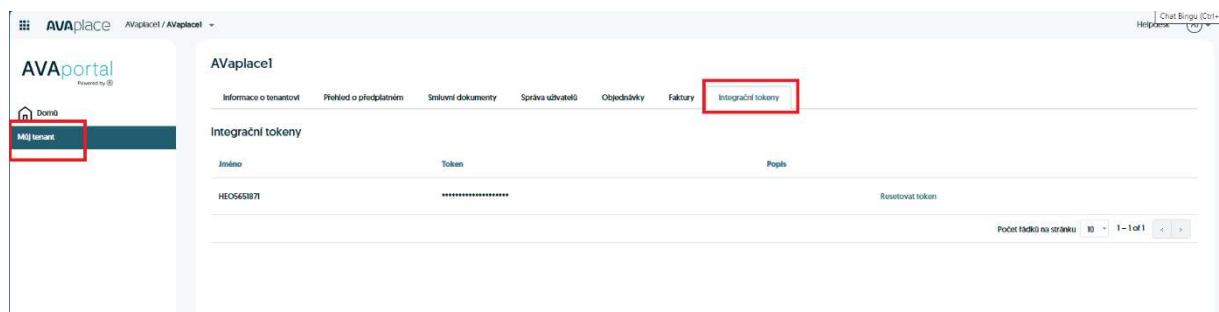 Chat Bingu (Ctrl+
AVAplace AVaplace1 / AVaplace1 Helpdesk
AVAportal
Powered by
Domů
Můj tenant
AVaplace1
Informace o tenantovi Přehled o předplatném Smluvní dokumenty Správa uživatelů Objednávky Faktury Integrační tokeny
Integrační tokeny
Jméno Token Popis
HEO5651871 ******************** Resetovat token
Počet řádků na stránku 10 1–1 of 1